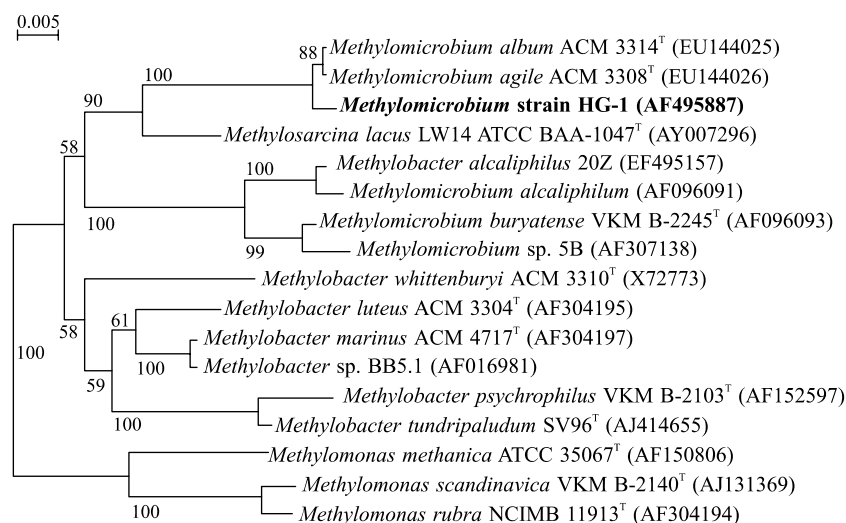 0.005
88 Methylomicrobium album ACM 3314ᵀ (EU144025)
100 Methylomicrobium agile ACM 3308ᵀ (EU144026)
90 Methylomicrobium strain HG-1 (AF495887)
Methylosarcina lacus LW14 ATCC BAA-1047ᵀ (AY007296)
58
100 Methylobacter alcaliphilus 20Z (EF495157)
Methylomicrobium alcaliphilum (AF096091)
100 Methylomicrobium buryatense VKM B-2245ᵀ (AF096093)
99 Methylomicrobium sp. 5B (AF307138)
Methylobacter whittenburyi ACM 3310ᵀ (X72773)
58 61 Methylobacter luteus ACM 3304ᵀ (AF304195)
Methylobacter marinus ACM 4717ᵀ (AF304197)
100 100 Methylobacter sp. BB5.1 (AF016981)
59 Methylobacter psychrophilus VKM B-2103ᵀ (AF152597)
100 Methylobacter tundripaludum SV96ᵀ (AJ414655)
Methylomonas methanica ATCC 35067ᵀ (AF150806)
Methylomonas scandinavica VKM B-2140ᵀ (AJ131369)
100 Methylomonas rubra NCIMB 11913ᵀ (AF304194)